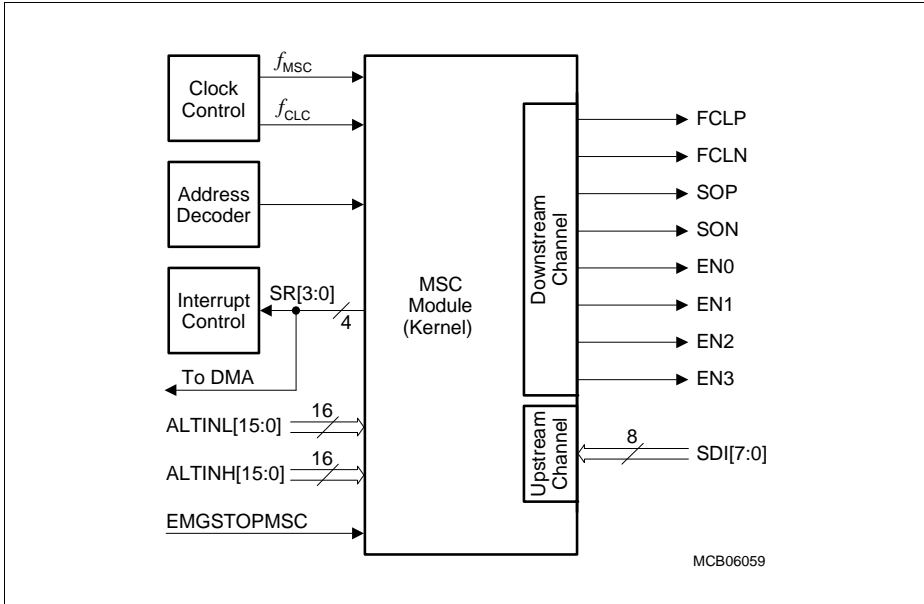 Clock
Control
fMSC
fCLC
Address
Decoder
Interrupt
Control
SR[3:0]
4
To DMA
ALTINL[15:0]
16
ALTINH[15:0]
16
EMGSTOPMSC
MSC
Module
(Kernel)
Downstream
Channel
Upstream
Channel
FCLP
FCLN
SOP
SON
EN0
EN1
EN2
EN3
8
SDI[7:0]
MCB06059